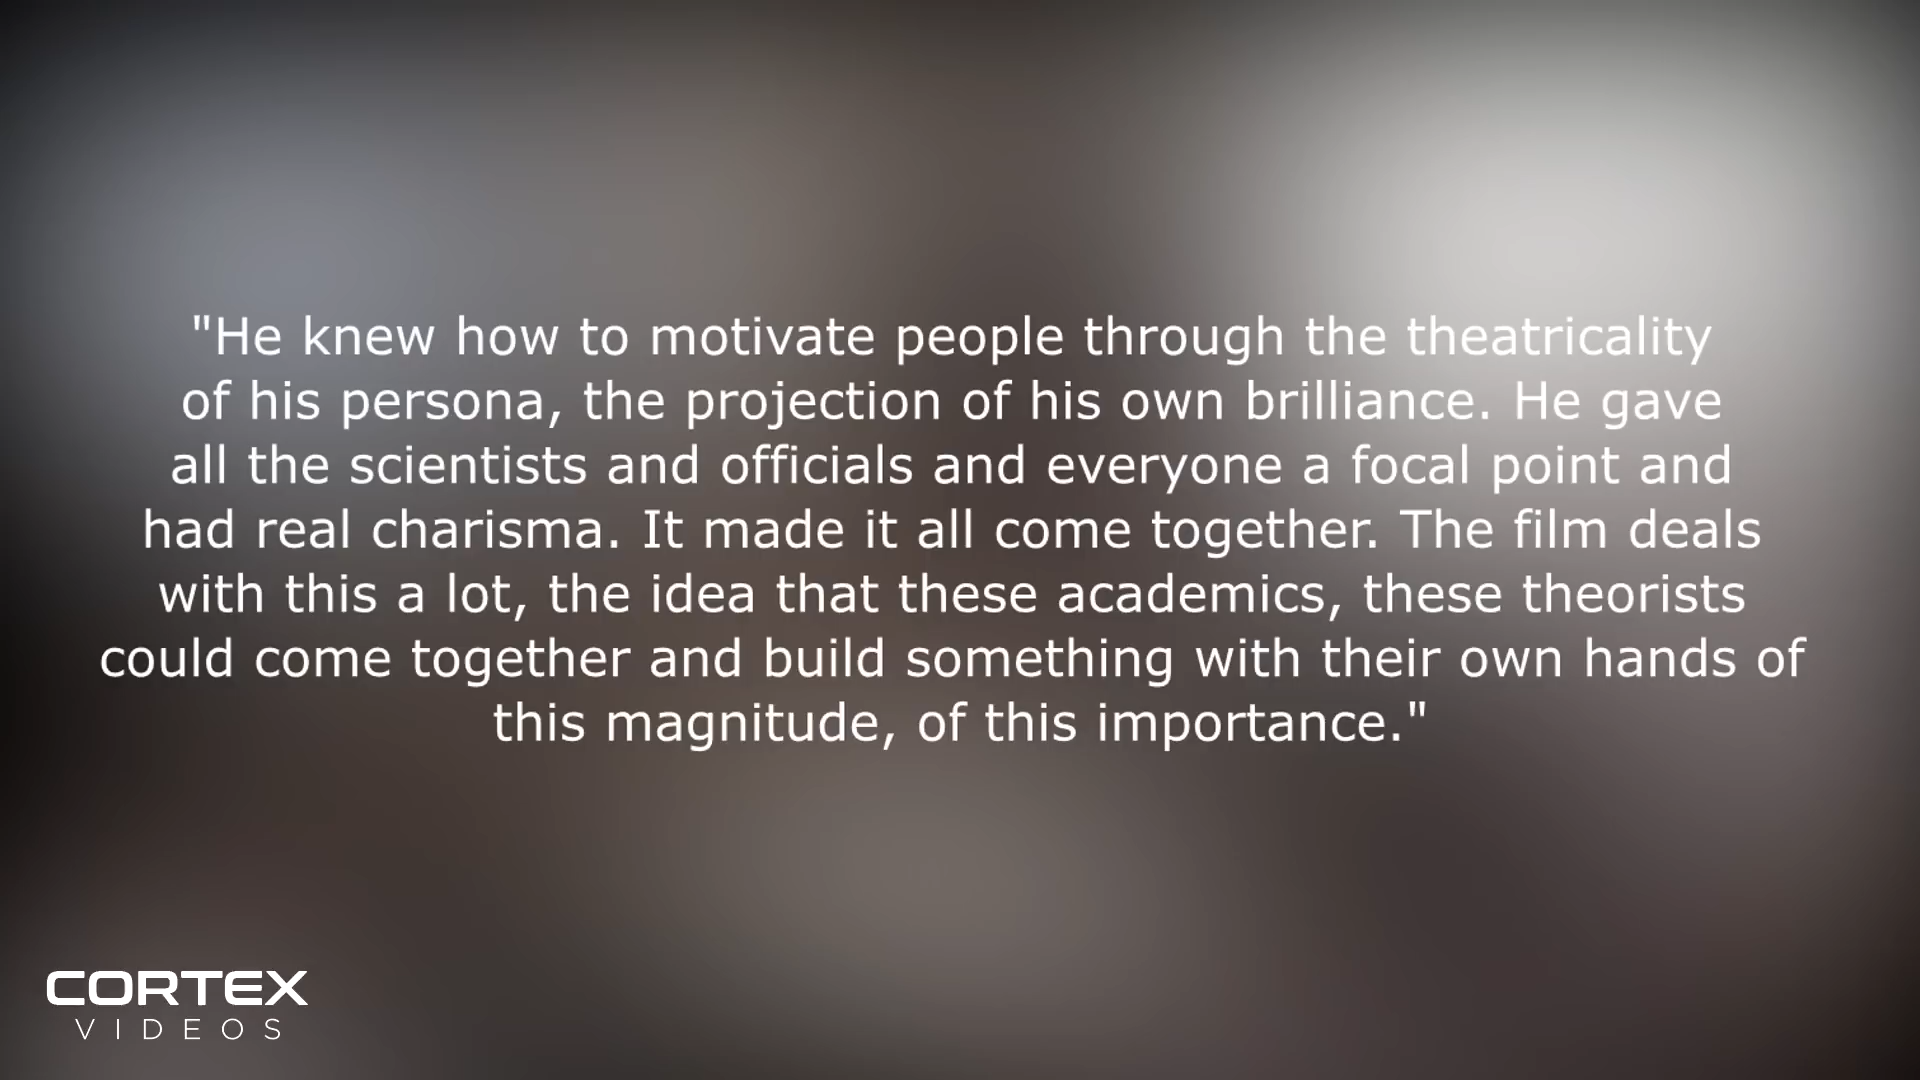 "He knew how to motivate people through the theatricality
of his persona, the projection of his own brilliance. He gave
all the scientists and officials and everyone a focal point and
had real charisma. It made it all come together. The film deals
with this a lot, the idea that these academics, these theorists
could come together and build something with their own hands of
this magnitude, of this importance."
CORTEX
VIDEOS